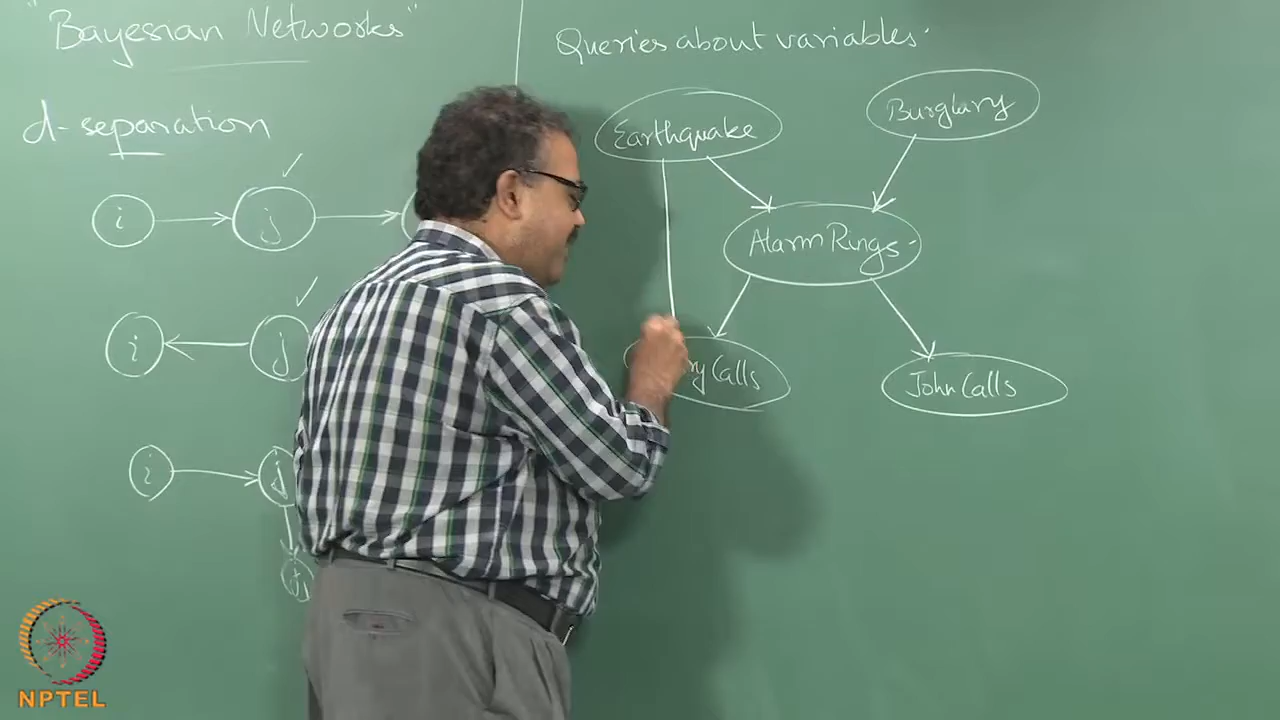 "Bayesian Networks"
d-separation
i j
i j
i j
Queries about variables.
Earthquake
Burglary
Alarm Rings
Calls
John Calls
NPTEL